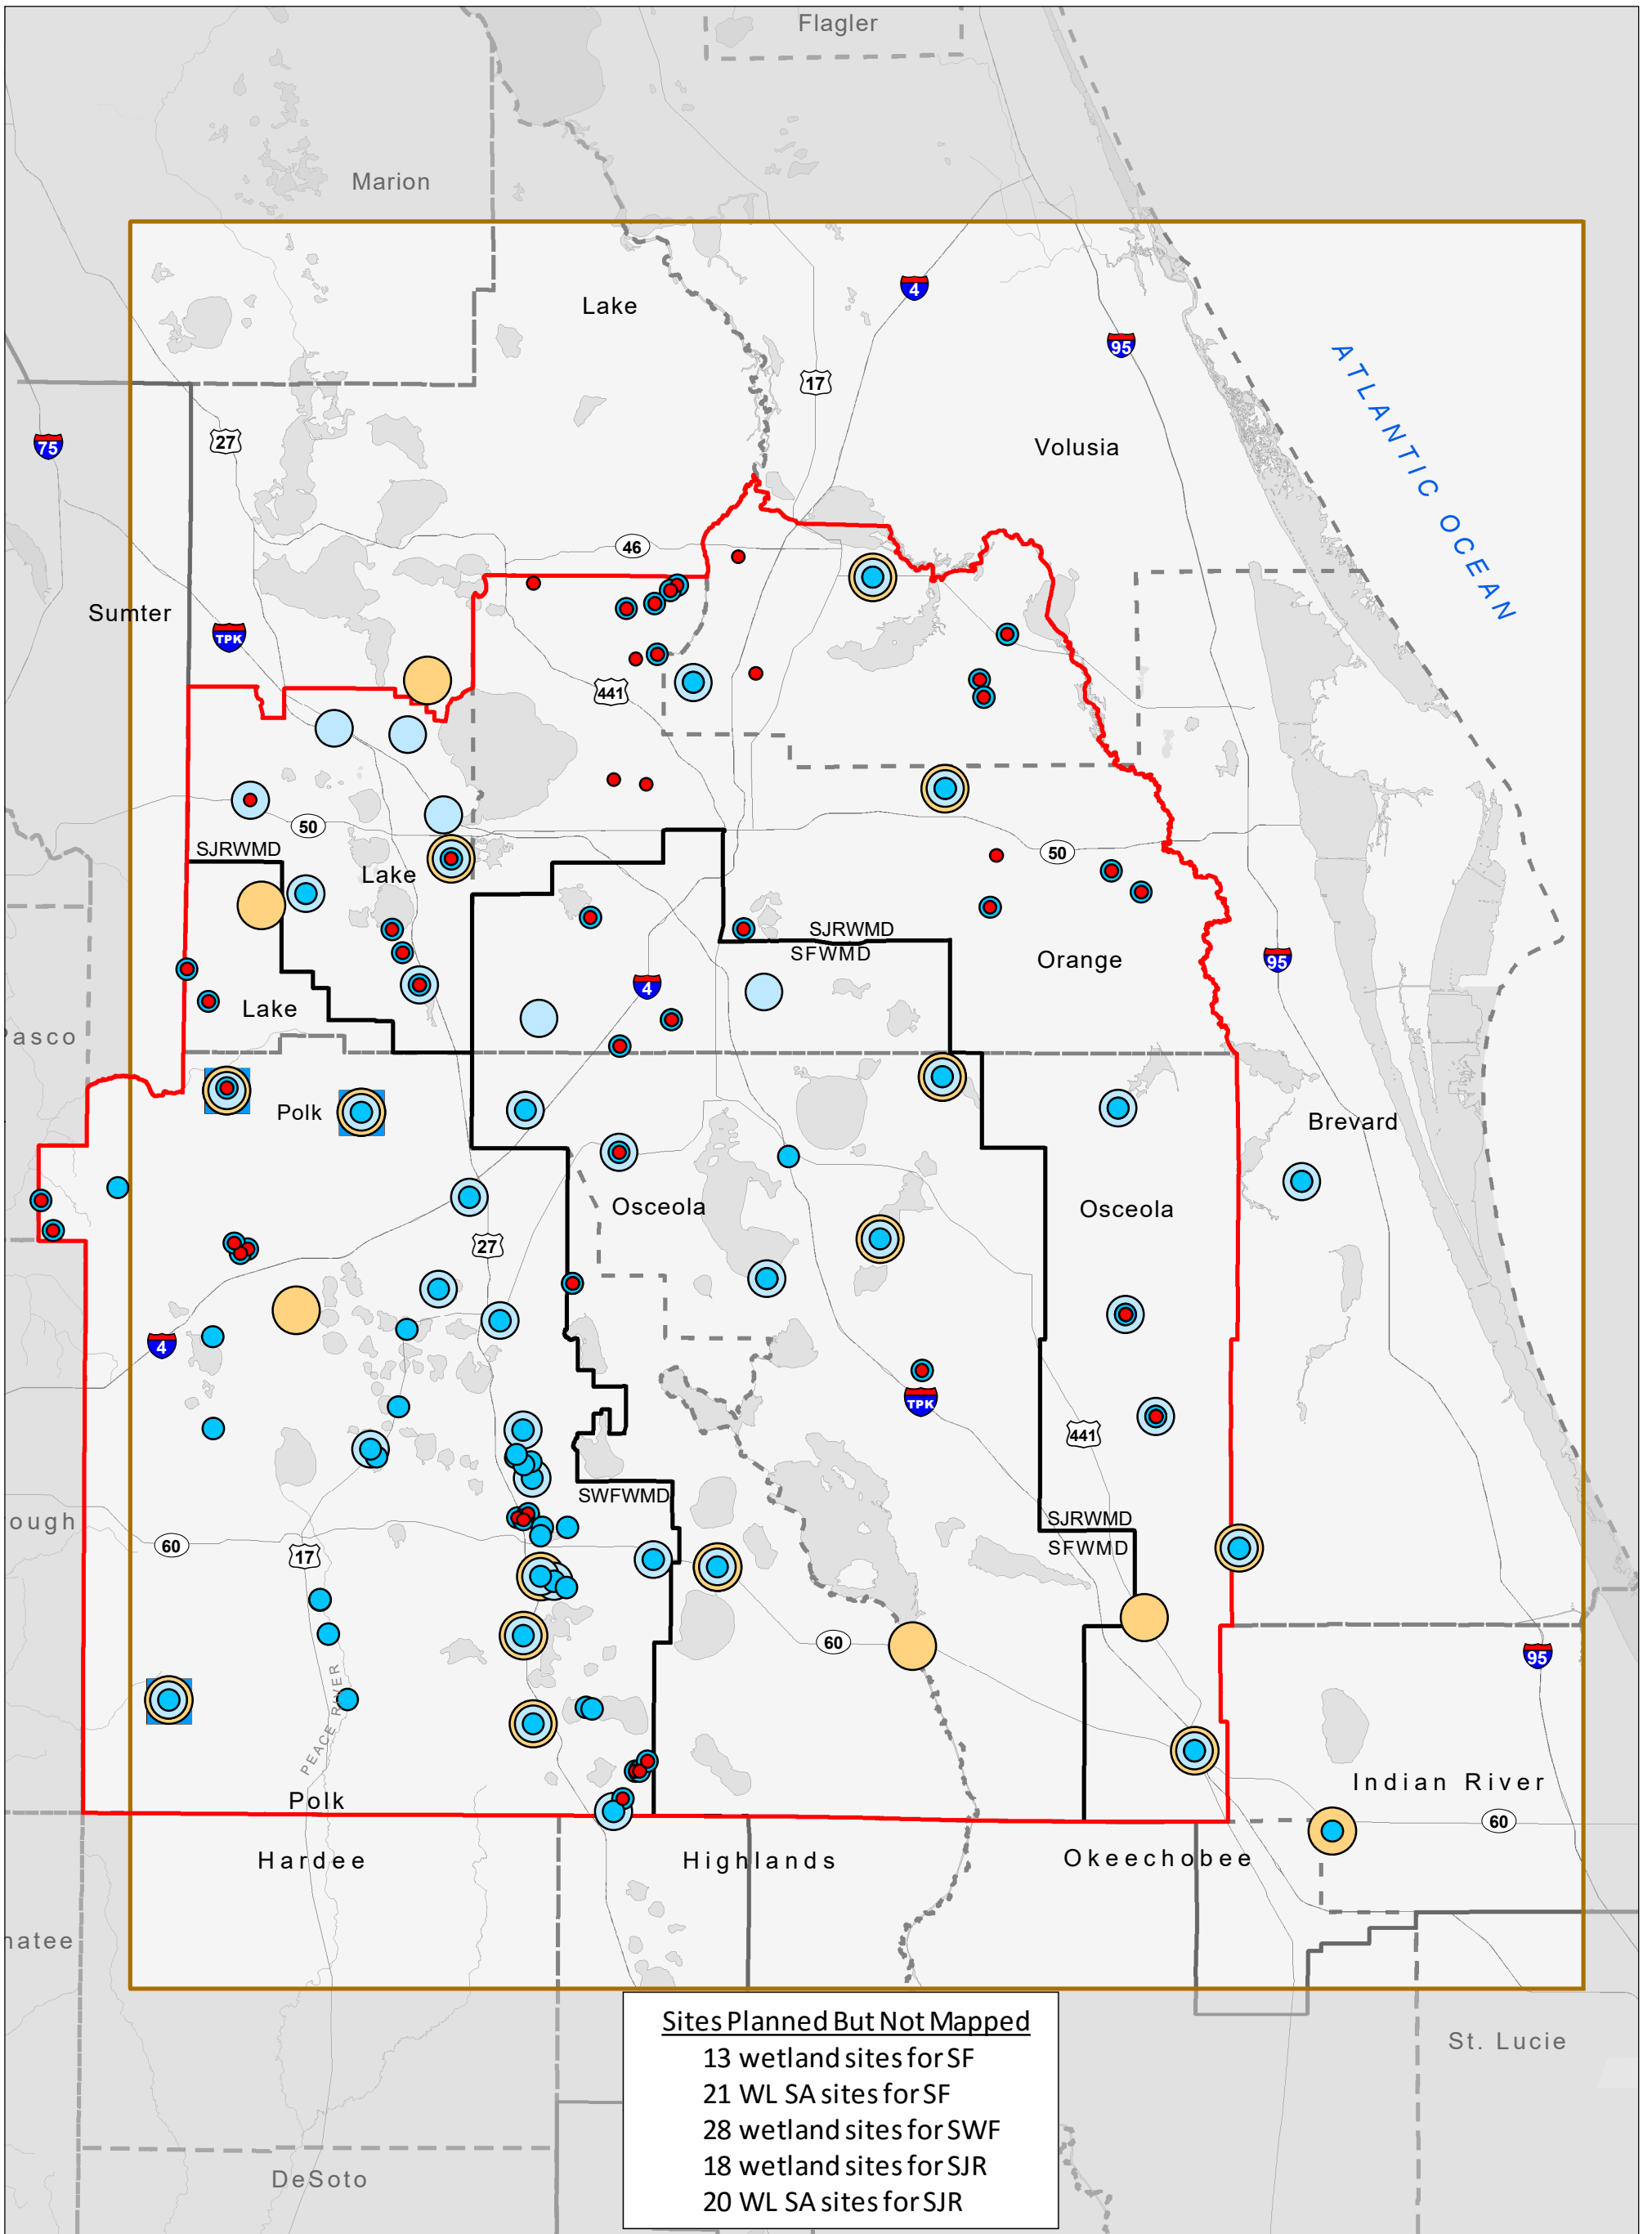 Flagler
Marion
4
Lake
95
17
ATLANTIC OCEAN
27
75
Volusia
46
Sumter
TPK
441
50
SJRWMD
50
Lake
SJRWMD
SFWMD
Orange
95
4
Lake
asco
Polk
Brevard
Osceola
Osceola
27
4
TPK
441
SWFWMD
SJRWMD
SFWMD
ough
60
17
60
95
PEACE RIVER
Indian River
Polk
60
Hardee
Highlands
Okeechobee
natee
Sites Planned But Not Mapped
13 wetland sites for SF
21 WL SA sites for SF
28 wetland sites for SWF
18 wetland sites for SJR
20 WL SA sites for SJR
St. Lucie
DeSoto